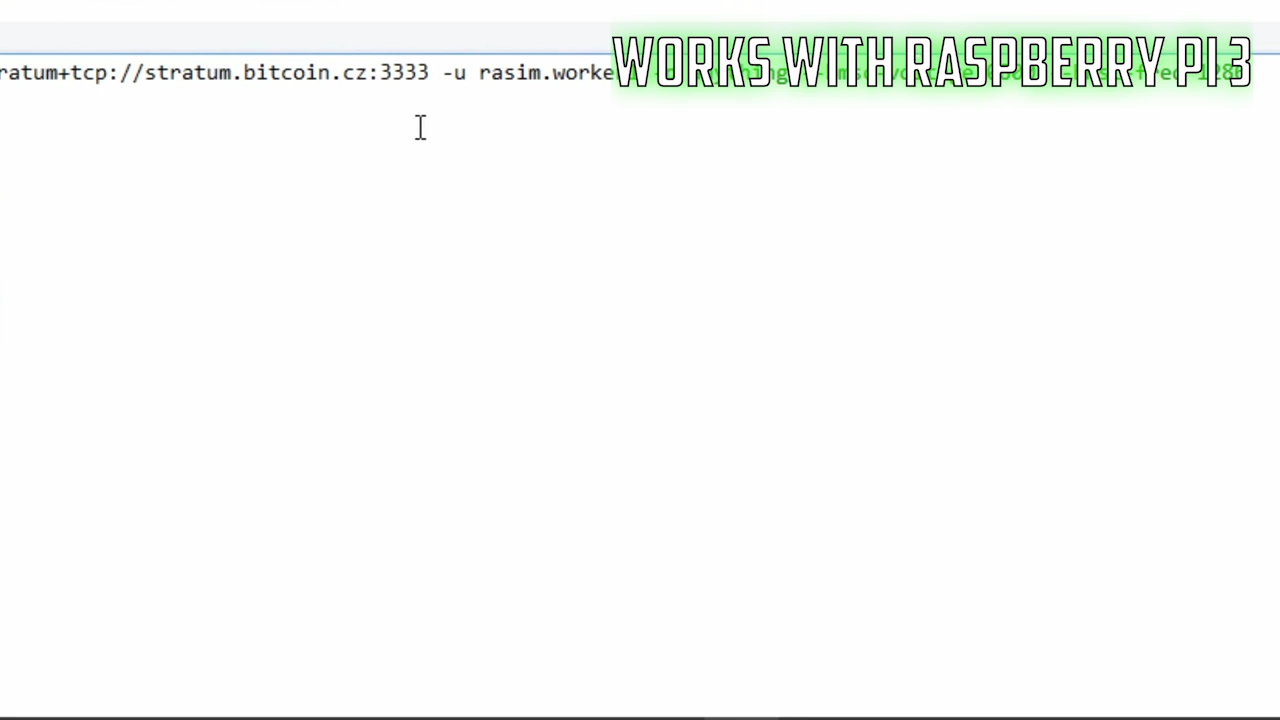 ratum+tcp://stratum.bitcoin.cz:3333 -u rasim.worke
WORKS WITH RASPBERRY PI 3